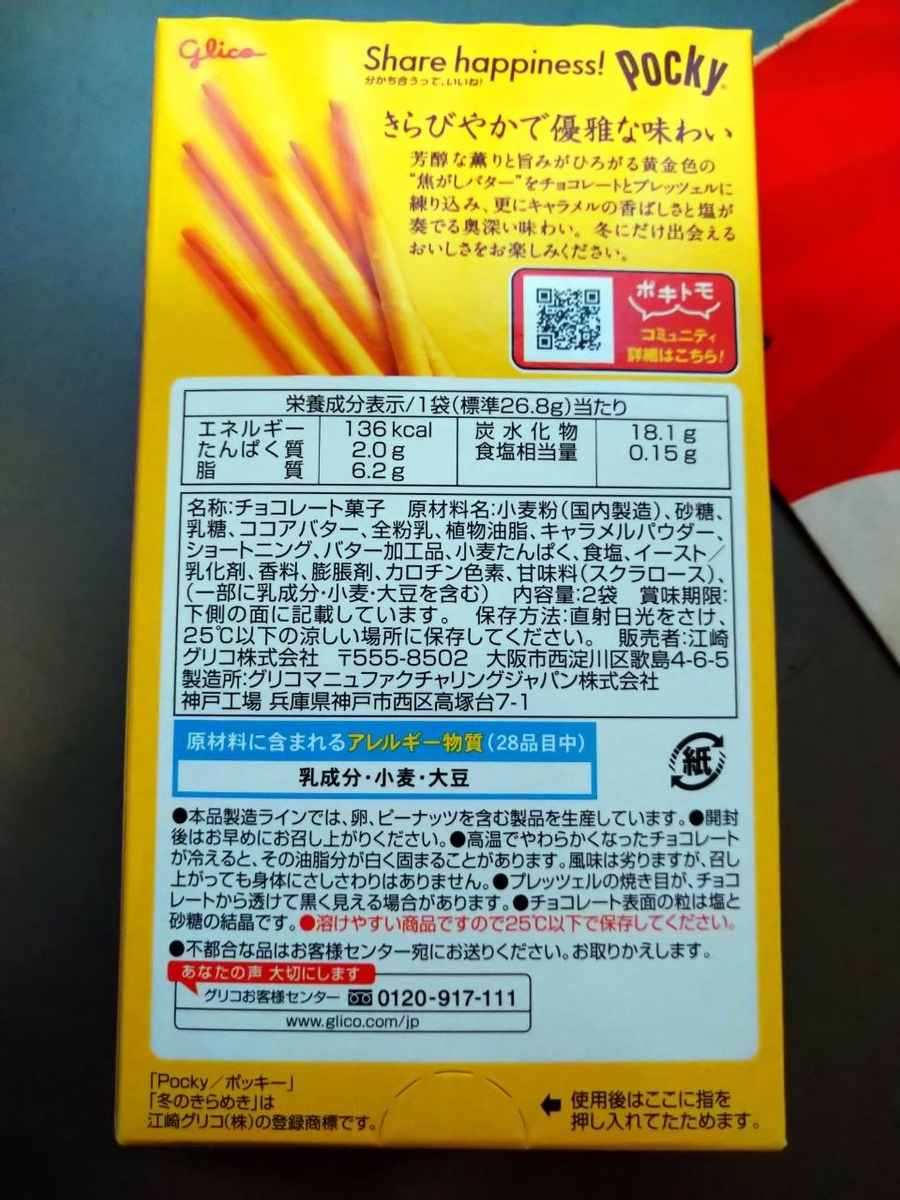 Glico
Share happiness! Pocky
分かち合うって、いいね!
きらびやかで優雅な味わい
芳醇な薫りと旨みがひろがる黄金色の
“焦がしバター”をチョコレートとプレッツェルに
練り込み、更にキャラメルの香ばしさと塩が
奏でる奥深い味わい。冬にだけ出会える
おいしさをお楽しみください。
ポキトモ
コミュニティ
詳細はこちら!
栄養成分表示/1袋(標準26.8g)当たり
エネルギー 136kcal 炭水化物 18.1g
たんぱく質 2.0g 食塩相当量 0.15g
脂質 6.2g
名称:チョコレート菓子 原材料名:小麦粉(国内製造)、砂糖、
乳糖、ココアバター、全粉乳、植物油脂、キャラメルパウダー、
ショートニング、バター加工品、小麦たんぱく、食塩、イースト/
乳化剤、香料、膨脹剤、カロチン色素、甘味料(スクラロース)、
(一部に乳成分・小麦・大豆を含む) 内容量:2袋 賞味期限:
下側の面に記載しています。 保存方法:直射日光をさけ、
25℃以下の涼しい場所に保存してください。 販売者:江崎
グリコ株式会社 〒555-8502 大阪市西淀川区歌島4-6-5
製造所:グリコマニュファクチャリングジャパン株式会社
神戸工場 兵庫県神戸市西区高塚台7-1
原材料に含まれるアレルギー物質(28品目中)
乳成分・小麦・大豆
紙
●本品製造ラインでは、卵、ピーナッツを含む製品を生産しています。●開封
後はお早めにお召し上がりください。●高温でやわらかくなったチョコレート
が冷えると、その油脂分が白く固まることがあります。風味は劣りますが、召し
上がっても身体にさしさわりはありません。●プレッツェルの焼き目が、チョコ
レートから透けて黒く見える場合があります。●チョコレート表面の粒は塩と
砂糖の結晶です。●溶けやすい商品ですので25℃以下で保存してください。
●不都合な品はお客様センター宛にお送りください。お取りかえします。
あなたの声 大切にします
グリコお客様センター 0120-917-111
www.glico.com/jp
「Pocky/ポッキー」
「冬のきらめき」は
江崎グリコ(株)の登録商標です。
← 使用後はここに指を
押し入れてたためます。